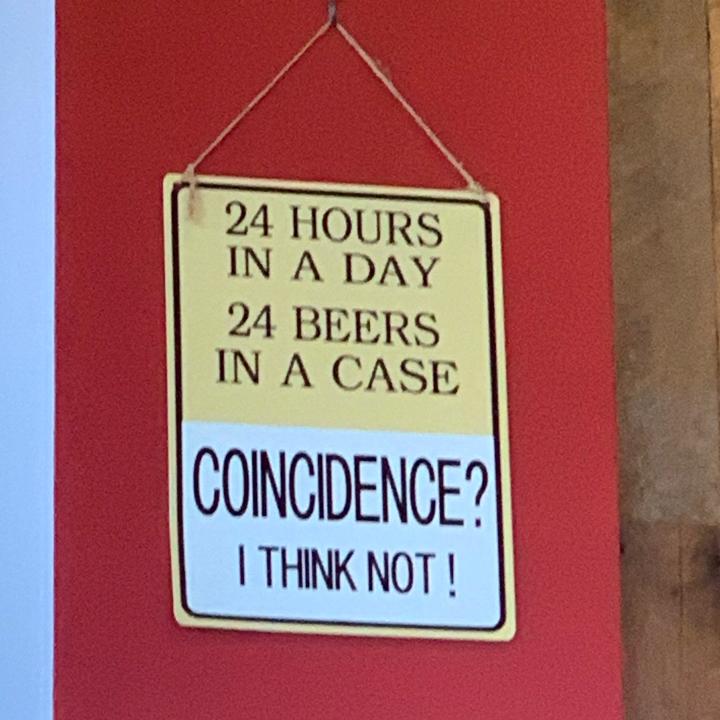 24 HOURS
IN A DAY
24 BEERS
IN A CASE
COINCIDENCE?
I THINK NOT !